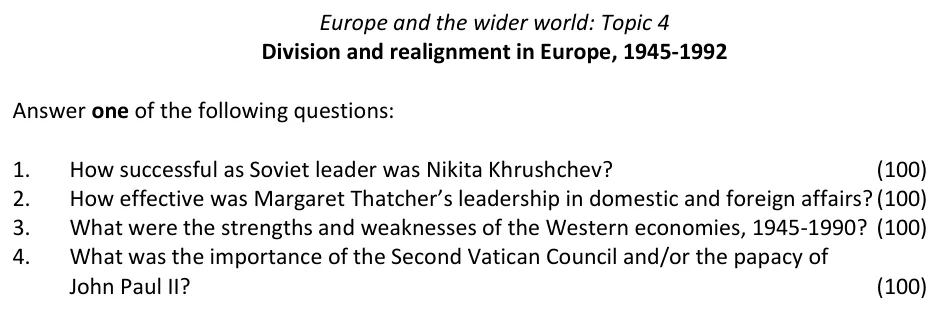 Europe and the wider world: Topic 4
Division and realignment in Europe, 1945-1992
Answer one of the following questions:
1. How successful as Soviet leader was Nikita Khrushchev? (100)
2. How effective was Margaret Thatcher’s leadership in domestic and foreign affairs? (100)
3. What were the strengths and weaknesses of the Western economies, 1945-1990? (100)
4. What was the importance of the Second Vatican Council and/or the papacy of
John Paul II? (100)